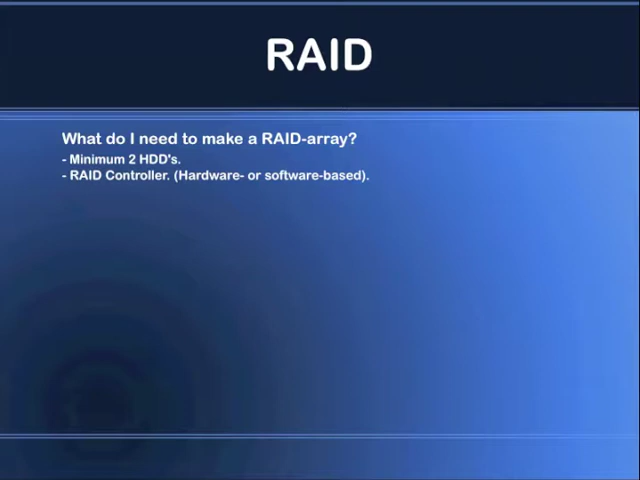 RAID
What do I need to make a RAID-array?
- Minimum 2 HDD's.
- RAID Controller. (Hardware- or software-based).